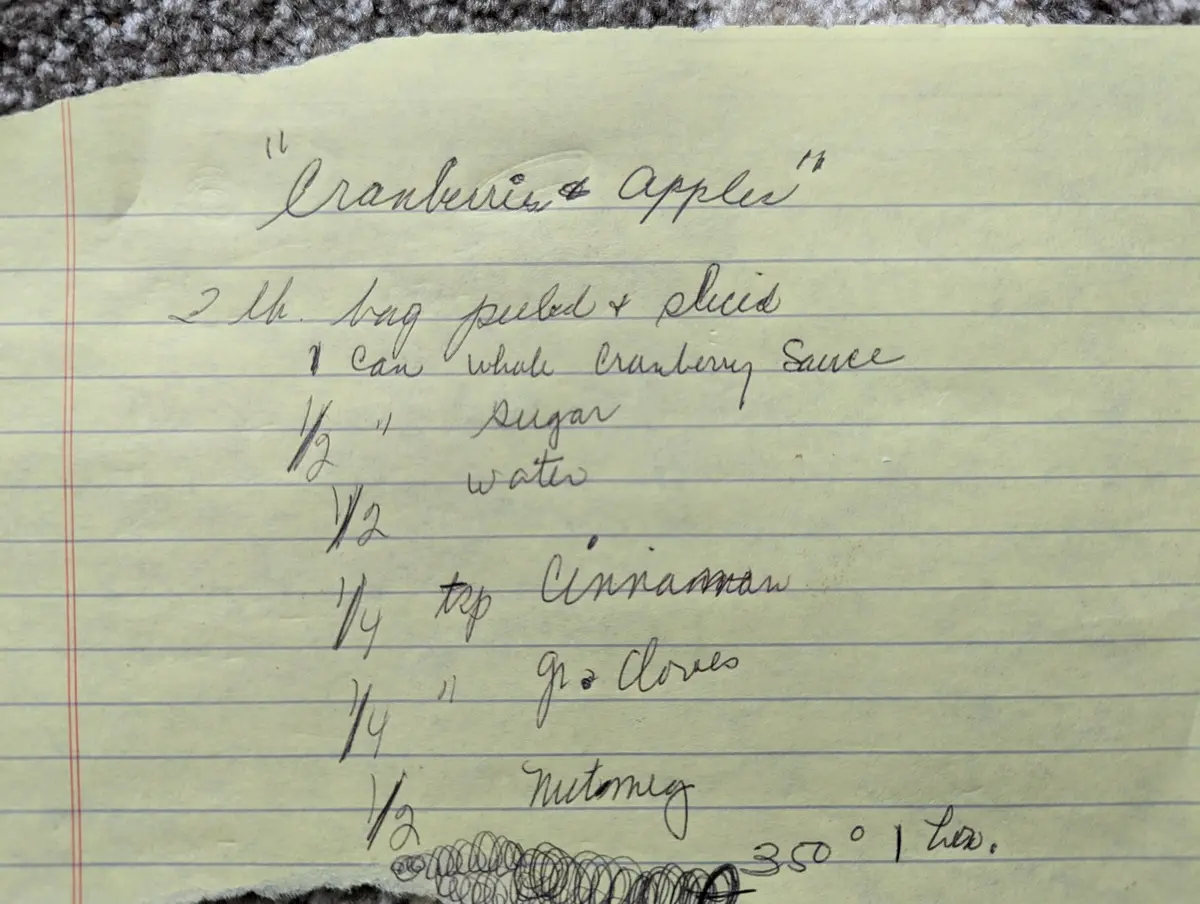 "Cranberries & Apples"
2 lb. bag peeled & sliced
1 can whole Cranberry Sauce
1/2 " sugar
1/2 water
1/4 tsp Cinnamon
1/4 " gr. Cloves
1/2 Nutmeg
350° 1 hr.